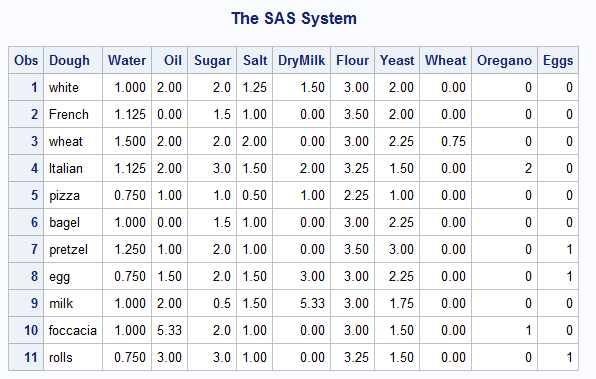 The SAS System
Obs Dough Water Oil Sugar Salt DryMilk Flour Yeast Wheat Oregano Eggs
1 white 1.000 2.00 2.0 1.25 1.50 3.00 2.00 0.00 0 0
2 French 1.125 0.00 1.5 1.00 0.00 3.50 2.00 0.00 0 0
3 wheat 1.500 2.00 2.0 2.00 0.00 3.00 2.25 0.75 0 0
4 Italian 1.125 2.00 3.0 1.50 2.00 3.25 1.50 0.00 2 0
5 pizza 0.750 1.00 1.0 0.50 1.00 2.25 1.00 0.00 0 0
6 bagel 1.000 0.00 1.5 1.00 0.00 3.00 2.25 0.00 0 0
7 pretzel 1.250 1.00 2.0 1.00 0.00 3.50 3.00 0.00 0 1
8 egg 0.750 1.50 2.0 1.50 3.00 3.00 2.25 0.00 0 1
9 milk 1.000 2.00 0.5 1.50 5.33 3.00 1.75 0.00 0 0
10 foccacia 1.000 5.33 2.0 1.00 0.00 3.00 1.50 0.00 1 0
11 rolls 0.750 3.00 3.0 1.00 0.00 3.25 1.50 0.00 0 1